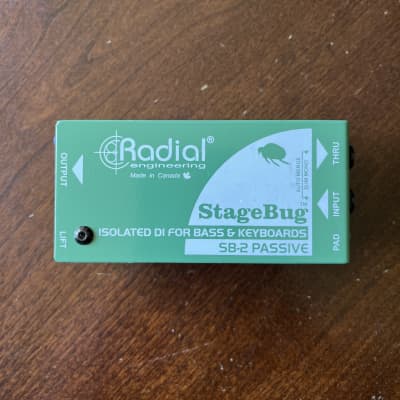 Radial®
engineering
Made in Canada
StageBug
ISOLATED DI FOR BASS & KEYBOARDS
SB-2 PASSIVE
OUTPUT
LIFT
THRU
INPUT
PAD